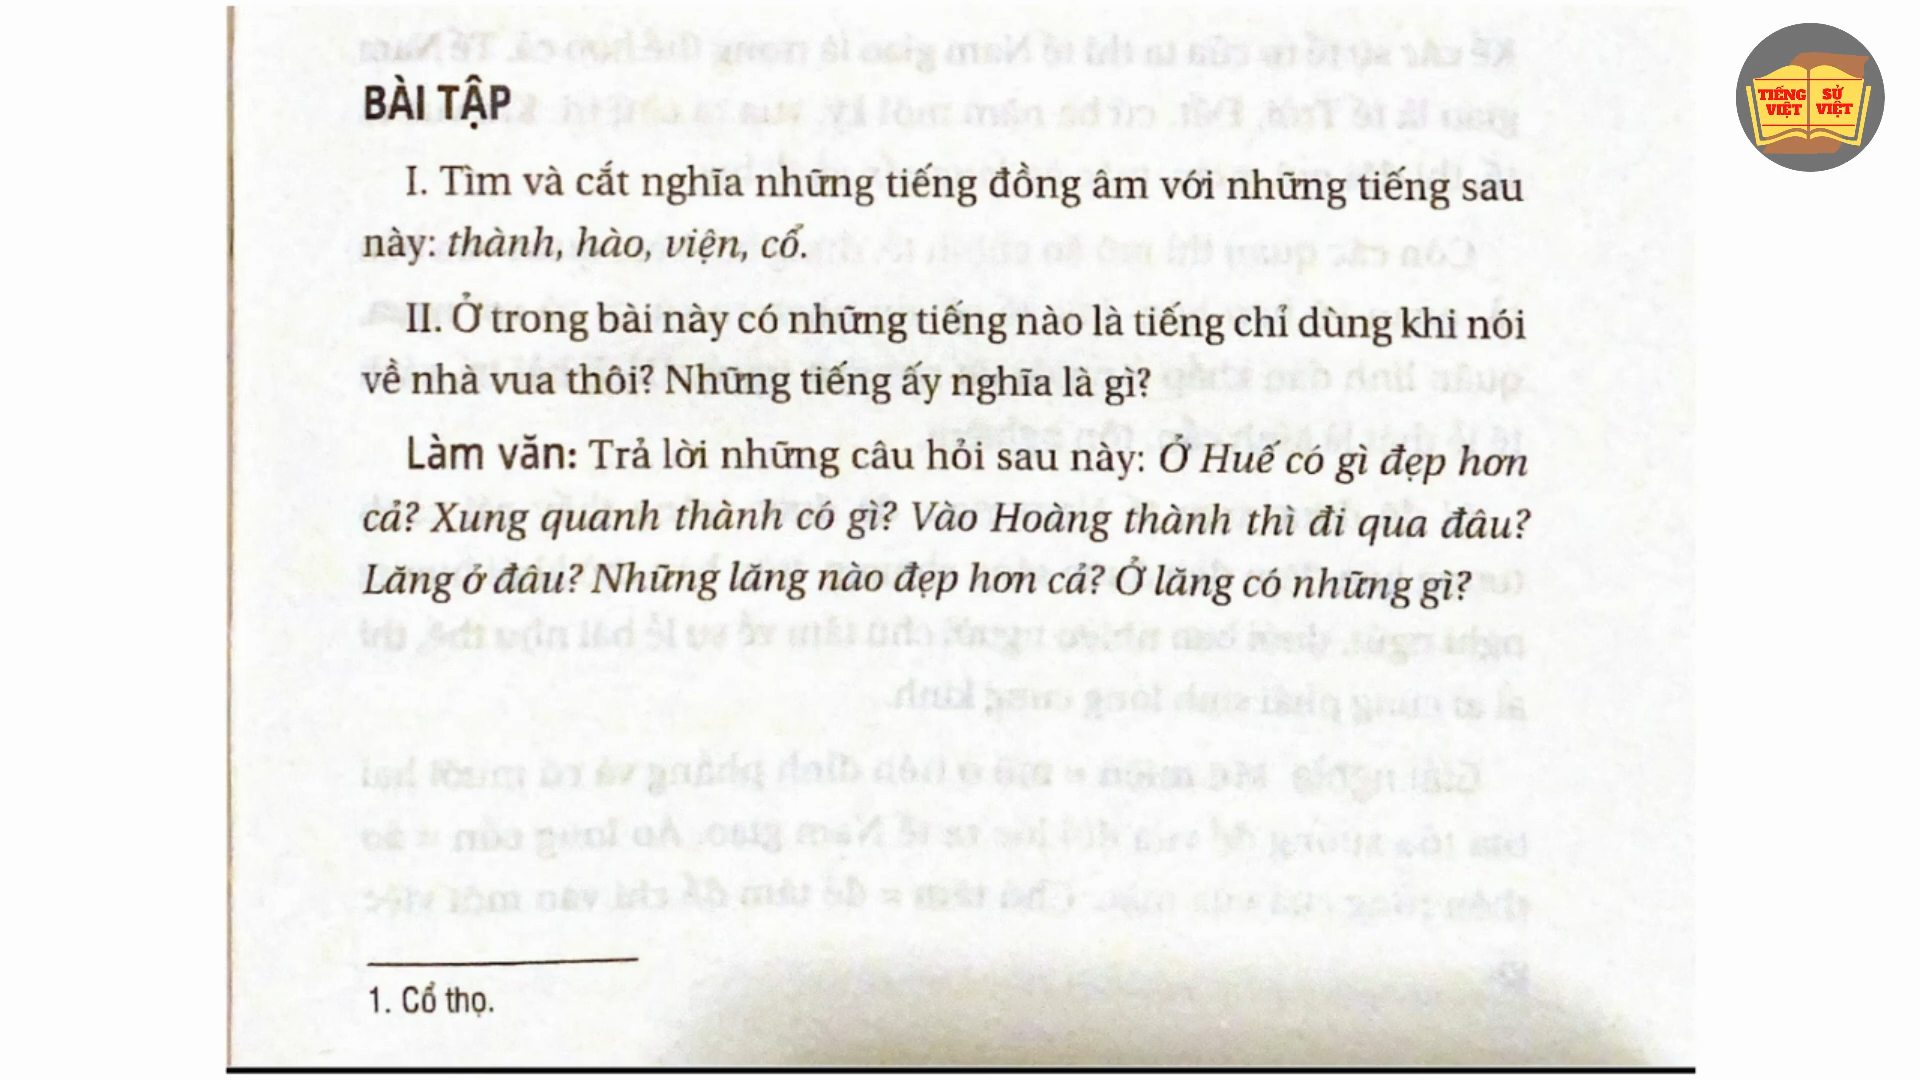 TIẾNG VIỆT
SỬ VIỆT
BÀI TẬP
I. Tìm và cắt nghĩa những tiếng đồng âm với những tiếng sau
này: thành, hào, viện, cổ.
II. Ở trong bài này có những tiếng nào là tiếng chỉ dùng khi nói
về nhà vua thôi? Những tiếng ấy nghĩa là gì?
Làm văn: Trả lời những câu hỏi sau này: Ở Huế có gì đẹp hơn
cả? Xung quanh thành có gì? Vào Hoàng thành thì đi qua đâu?
Lăng ở đâu? Những lăng nào đẹp hơn cả? Ở lăng có những gì?
1. Cổ thọ.